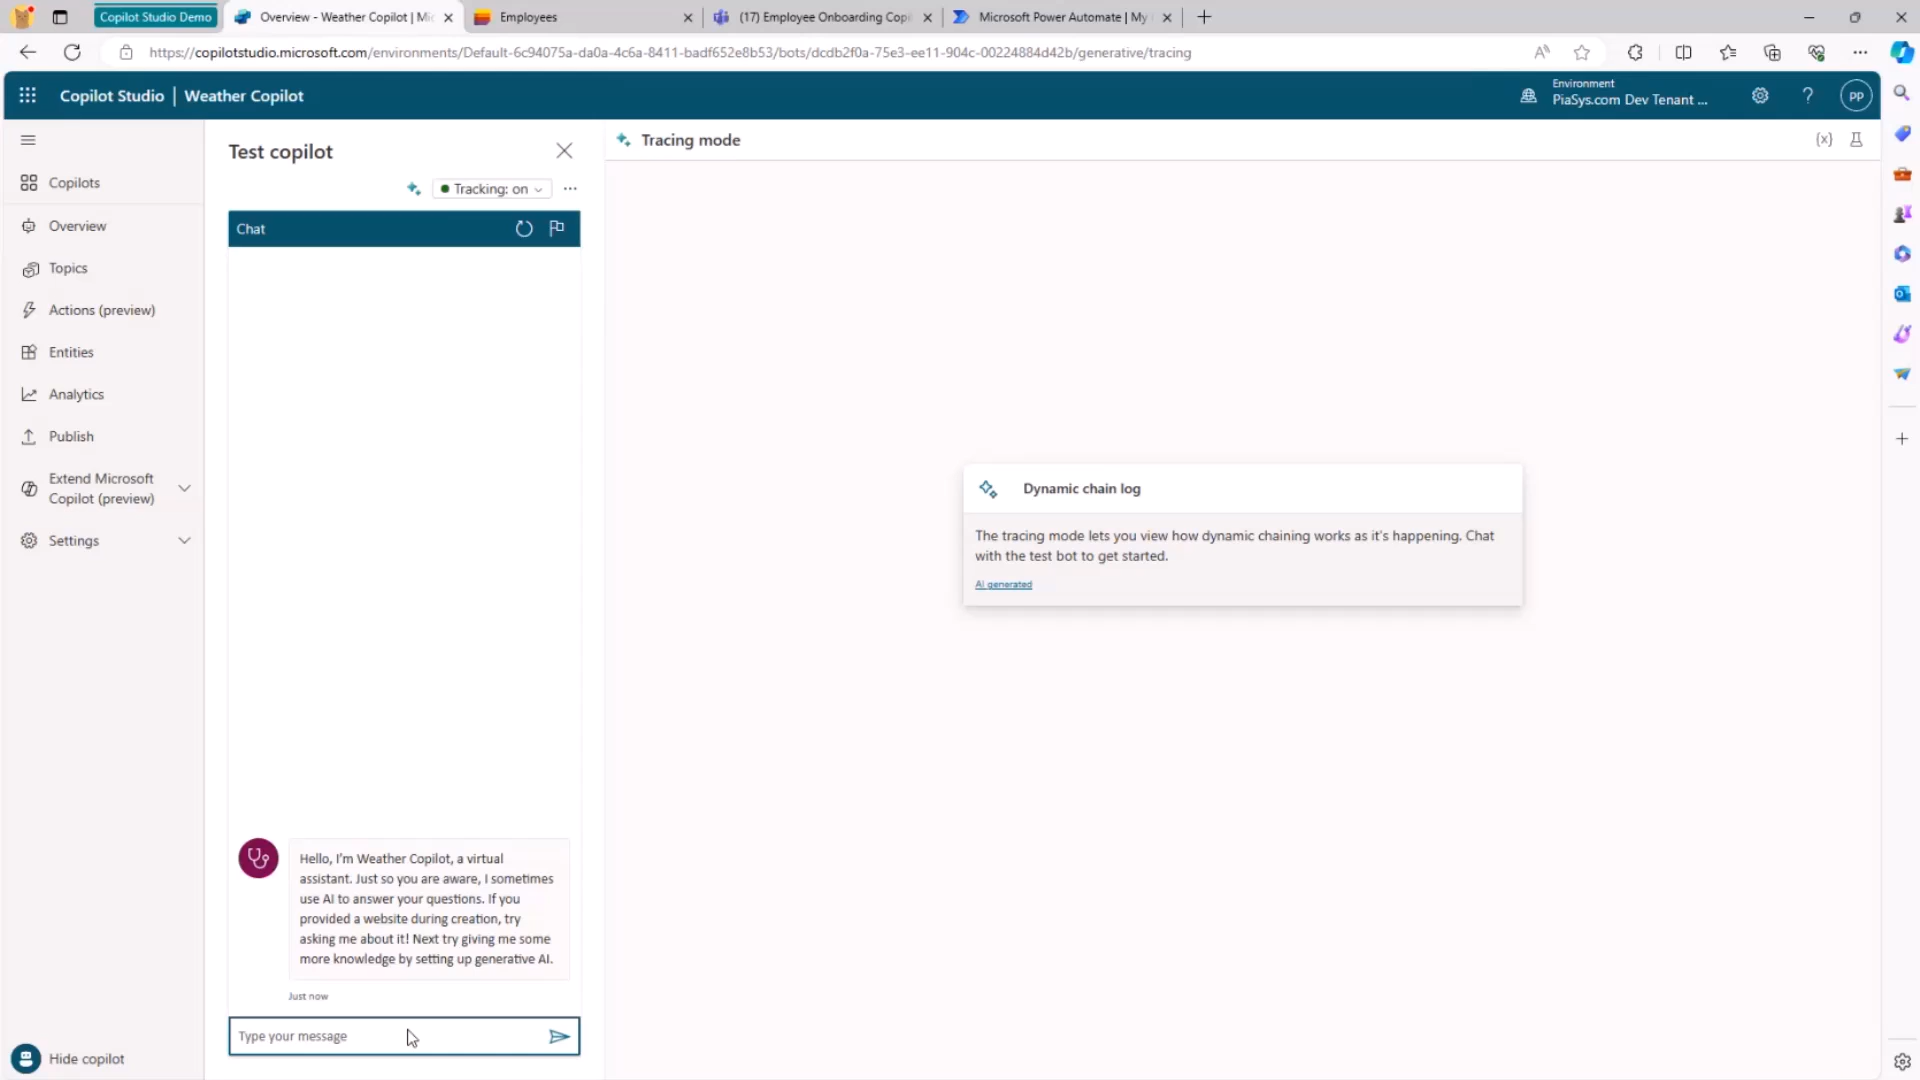 Copilot Studio Demo
Overview - Weather Copilot | Mi
Employees
(17) Employee Onboarding Copi
Microsoft Power Automate | My
https://copilotstudio.microsoft.com/environments/Default-6c94075a-da0a-4c6a-8411-badf652e8b53/bots/dcdb2f0a-75e3-ee11-904c-00224884d42b/generative/tracing
Copilot Studio | Weather Copilot
Environment
PiaSys.com Dev Tenant ...
PP
Test copilot
Tracing mode
{x}
Copilots
Tracking: on
Overview
Chat
Topics
Actions (preview)
Entities
Analytics
Publish
Extend Microsoft
Copilot (preview)
Settings
Dynamic chain log
The tracing mode lets you view how dynamic chaining works as it's happening. Chat
with the test bot to get started.
AI generated
Hello, I'm Weather Copilot, a virtual
assistant. Just so you are aware, I sometimes
use AI to answer your questions. If you
provided a website during creation, try
asking me about it! Next try giving me some
more knowledge by setting up generative AI.
Just now
Type your message
Hide copilot